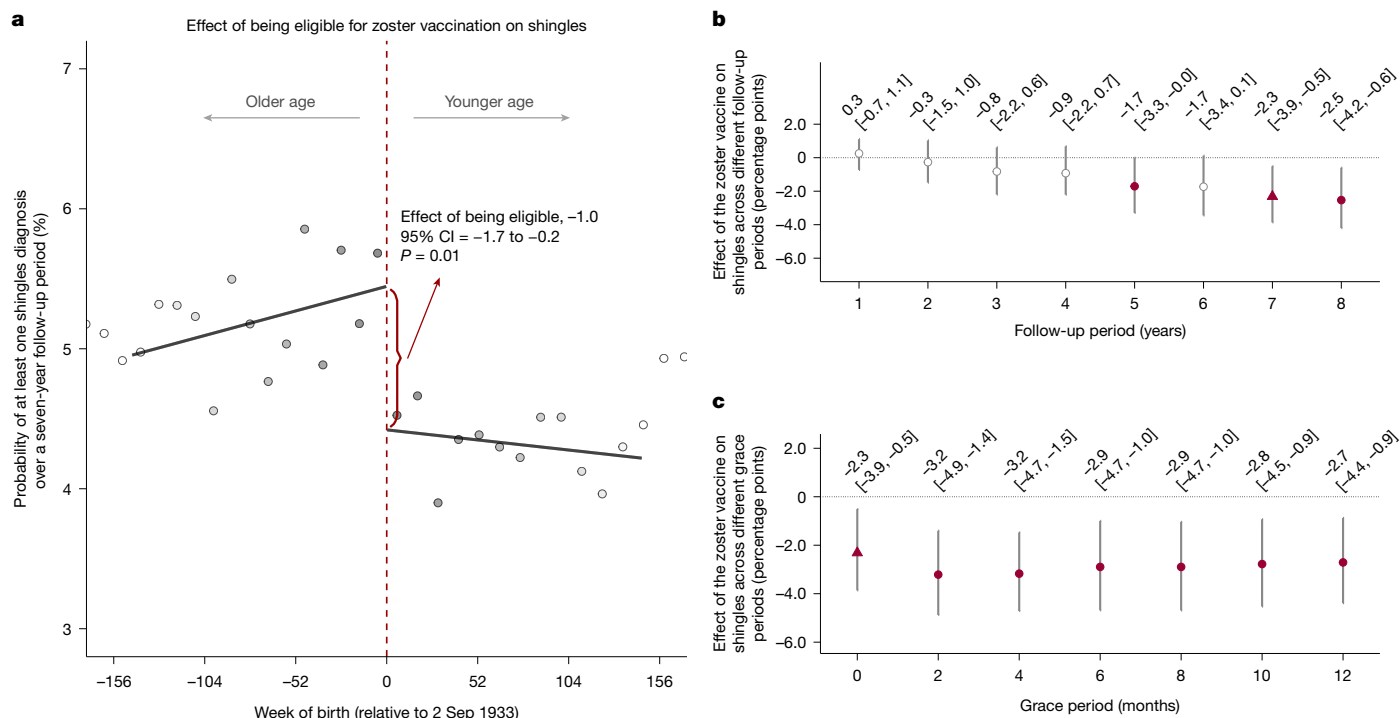 a
Effect of being eligible for zoster vaccination on shingles
Probability of at least one shingles diagnosis
over a seven-year follow-up period (%)
7
6
5
4
3
Older age
Younger age
Effect of being eligible, −1.0
95% CI = −1.7 to −0.2
P = 0.01
−156 −104 −52 0 52 104 156
Week of birth (relative to 2 Sep 1933)
b
Effect of the zoster vaccine on
shingles across different follow-up
periods (percentage points)
0.3
[−0.7, 1.1]
−0.3
[−1.5, 1.0]
−0.8
[−2.2, 0.6]
−0.9
[−2.2, 0.7]
−1.7
[−3.3, −0.0]
−1.7
[−3.4, 0.1]
−2.3
[−3.9, −0.5]
−2.5
[−4.2, −0.6]
2.0
0
−2.0
−4.0
−6.0
1 2 3 4 5 6 7 8
Follow-up period (years)
c
Effect of the zoster vaccine on
shingles across different grace
periods (percentage points)
−2.3
[−3.9, −0.5]
−3.2
[−4.9, −1.4]
−3.2
[−4.7, −1.5]
−2.9
[−4.7, −1.0]
−2.9
[−4.7, −1.0]
−2.8
[−4.5, −0.9]
−2.7
[−4.4, −0.9]
2.0
0
−2.0
−4.0
−6.0
0 2 4 6 8 10 12
Grace period (months)